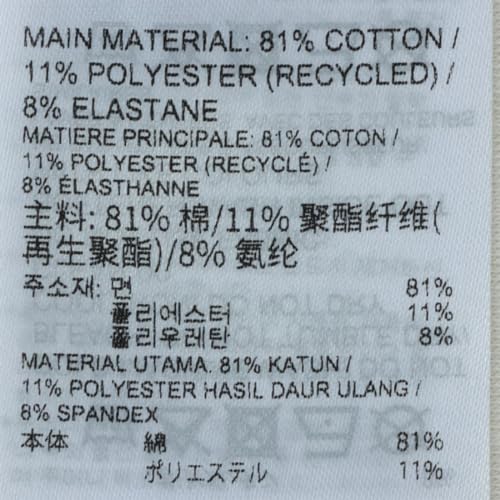 MAIN MATERIAL: 81% COTTON /
11% POLYESTER (RECYCLED) /
8% ELASTANE
MATIERE PRINCIPALE: 81% COTON /
11% POLYESTER (RECYCLÉ) /
8% ÉLASTHANNE
主料: 81% 棉/11% 聚酯纤维(
再生聚酯)/8% 氨纶
주소재: 면 81%
폴리에스터 11%
폴리우레탄 8%
MATERIAL UTAMA: 81% KATUN /
11% POLYESTER HASIL DAUR ULANG /
8% SPANDEX
本体 綿 81%
ポリエステル 11%